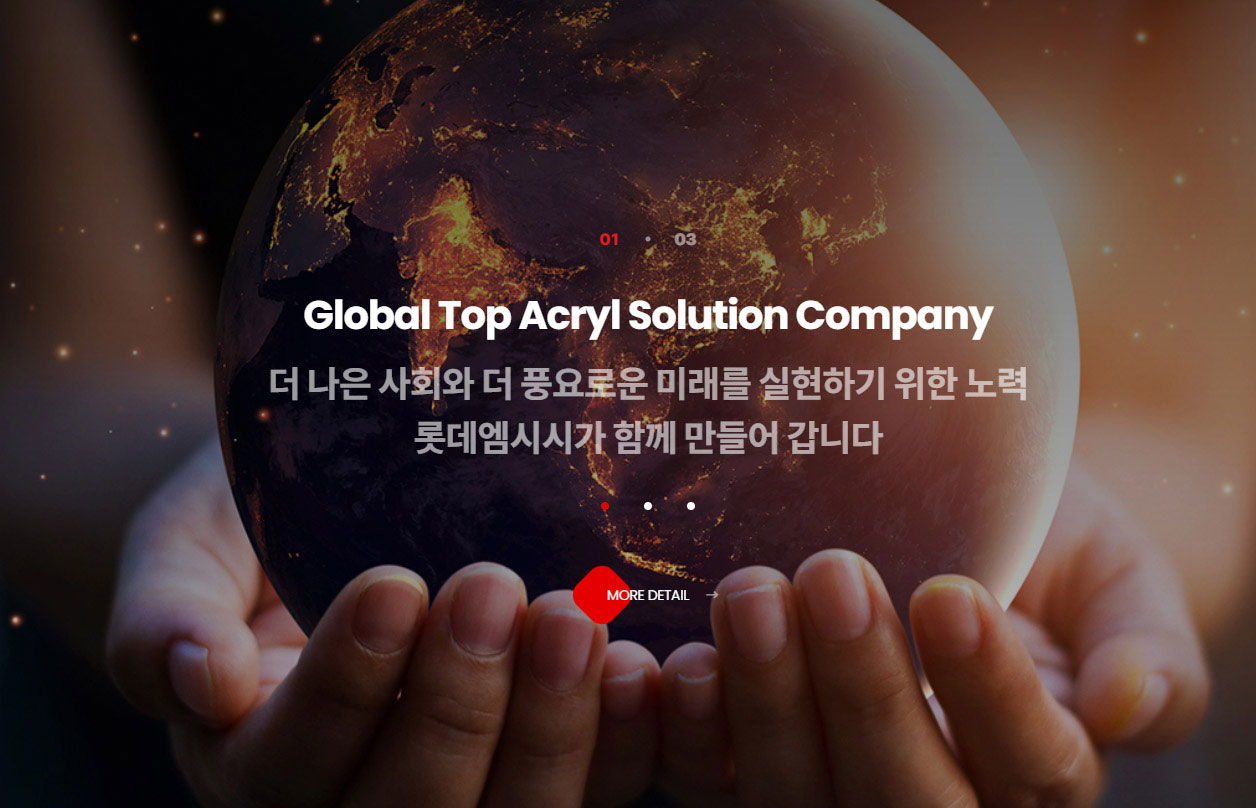 01 • 03
Global Top Acryl Solution Company
더 나은 사회와 더 풍요로운 미래를 실현하기 위한 노력
롯데엠시시가 함께 만들어 갑니다
MORE DETAIL →